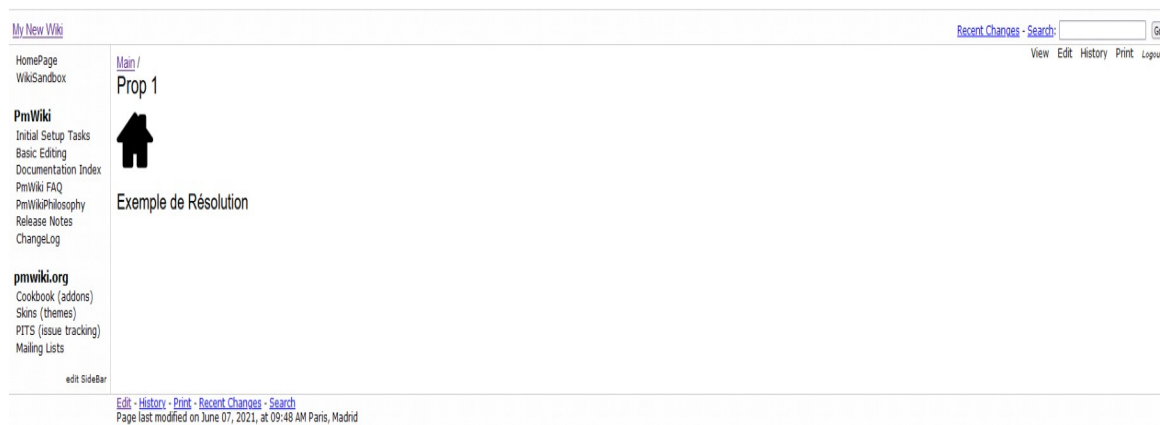 My New Wiki
Recent Changes - Search:
View Edit History Print Logou
HomePage
WikiSandbox
PmWiki
Initial Setup Tasks
Basic Editing
Documentation Index
PmWiki FAQ
PmWikiPhilosophy
Release Notes
ChangeLog
pmwiki.org
Cookbook (addons)
Skins (themes)
PITS (issue tracking)
Mailing Lists
edit SideBar
Main /
Prop 1
Exemple de Résolution
Edit - History - Print - Recent Changes - Search
Page last modified on June 07, 2021, at 09:48 AM Paris, Madrid